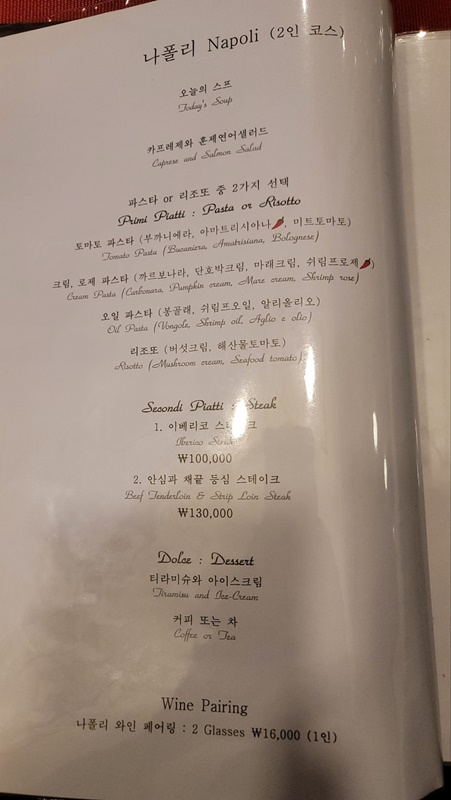 나폴리 Napoli (2인 코스)
오늘의 스프
Today's Soup
카프레제와 훈제연어샐러드
Caprese and Salmon Salad
파스타 or 리조또 중 2가지 선택
Primi Piatti : Pasta or Risotto
토마토 파스타 (부까니에라, 아마트리시아나🌶, 미트토마토)
Tomato Pasta (Bucaniera, Amatrisiana, Bolognese)
크림, 로제 파스타 (까르보나라, 단호박크림, 마래크림, 쉬림프로제🌶)
Cream Pasta (Carbonara, Pumpkin cream, Mare cream, Shrimp rose)
오일 파스타 (봉골래, 쉬림프오일, 알리올리오)
Oil Pasta (Vongole, Shrimp oil, Aglio e olio)
리조또 (버섯크림, 해산물토마토)
Risotto (Mushroom cream, Seafood tomato)
Secondi Piatti : Steak
1. 이베리코 스테이크
Iberico
₩100,000
2. 안심과 채끝 등심 스테이크
Beef Tenderloin & Strip Loin Steak
₩130,000
Dolce : Dessert
티라미슈와 아이스크림
Tiramisu and Ice-Cream
커피 또는 차
Coffee or Tea
Wine Pairing
나폴리 와인 페어링 : 2 Glasses ₩16,000 (1인)